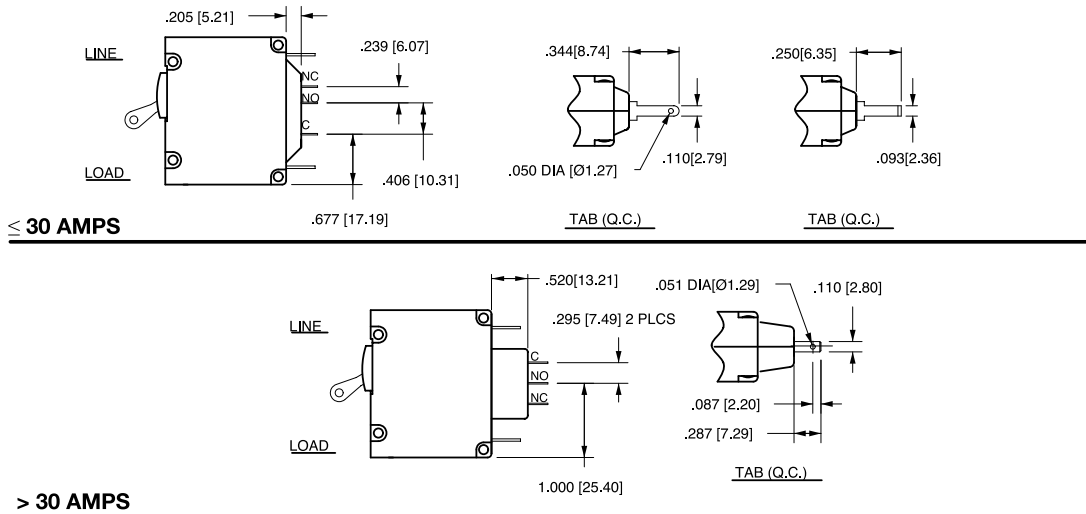 .205 [5.21]
LINE
.239 [6.07]
NC
NO
C
LOAD
.406 [10.31]
.677 [17.19]
.344[8.74]
.050 DIA [Ø1.27]
.110[2.79]
TAB (Q.C.)
.250[6.35]
.093[2.36]
TAB (Q.C.)
≤ 30 AMPS
.520[13.21]
LINE
.295 [7.49] 2 PLCS
C
NO
NC
LOAD
1.000 [25.40]
.051 DIA[Ø1.29]
.110 [2.80]
.087 [2.20]
.287 [7.29]
TAB (Q.C.)
> 30 AMPS